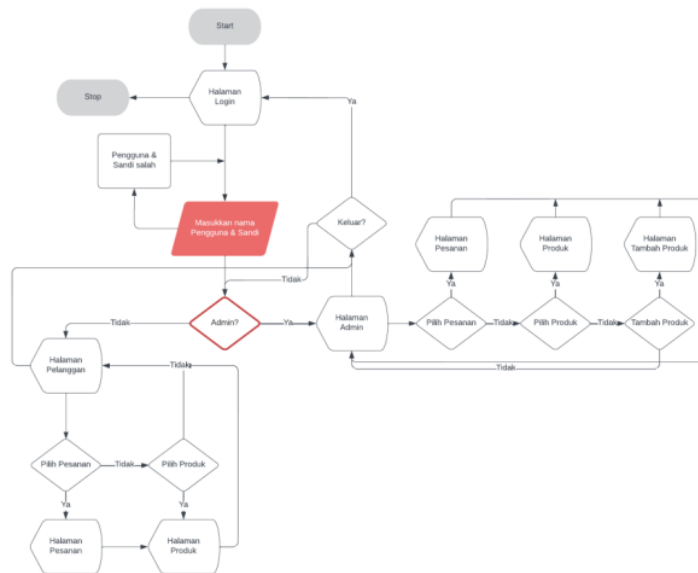 Start
Halaman
Login
Stop
Ya
Pengguna &
Sandi salah
Masukkan nama
Pengguna & Sandi
Keluar?
Tidak
Halaman
Pesanan
Halaman
Produk
Halaman
Tambah Produk
Ya
Ya
Ya
Tidak
Admin?
Ya
Halaman
Admin
Pilih Pesanan
Tidak
Pilih Produk
Tidak
Tambah Produk
Tidak
Halaman
Pelanggan
Tidak
Pilih Pesanan
Tidak
Pilih Produk
Ya
Ya
Halaman
Pesanan
Halaman
Produk